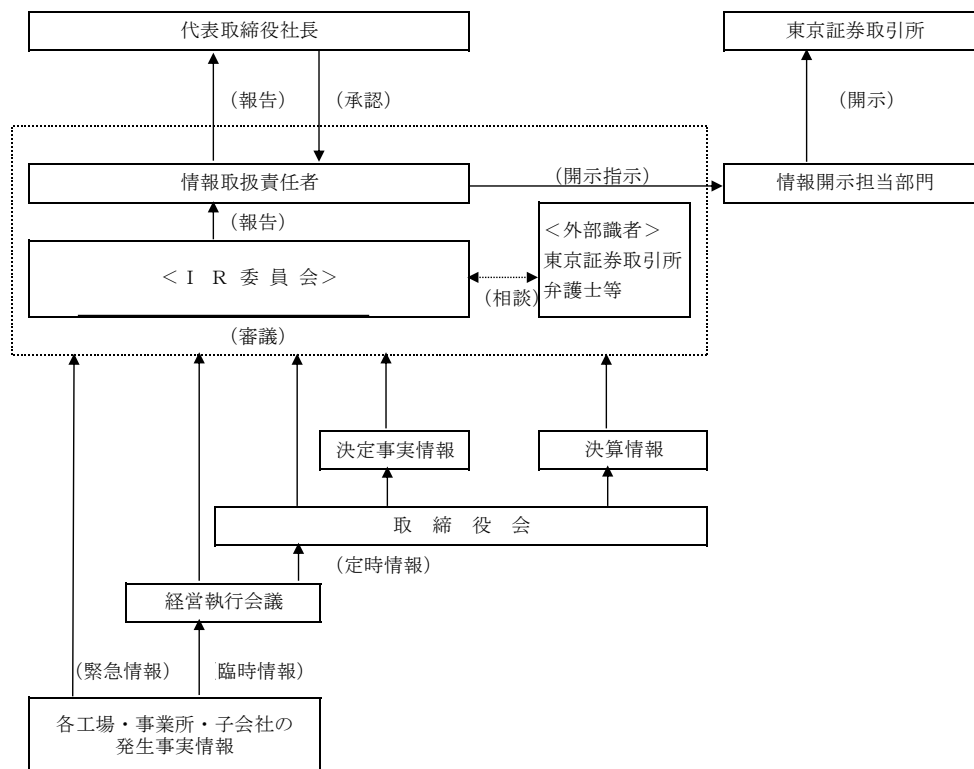 代表取締役社長
東京証券取引所
(報告)
(承認)
(開示)
情報取扱責任者
(開示指示)
情報開示担当部門
(報告)
<I R 委 員 会>
(相談)
<外部識者>
東京証券取引所
弁護士等
(審議)
決定事実情報
決算情報
取 締 役 会
(定時情報)
経営執行会議
(緊急情報)
臨時情報)
各工場・事業所・子会社の
発生事実情報